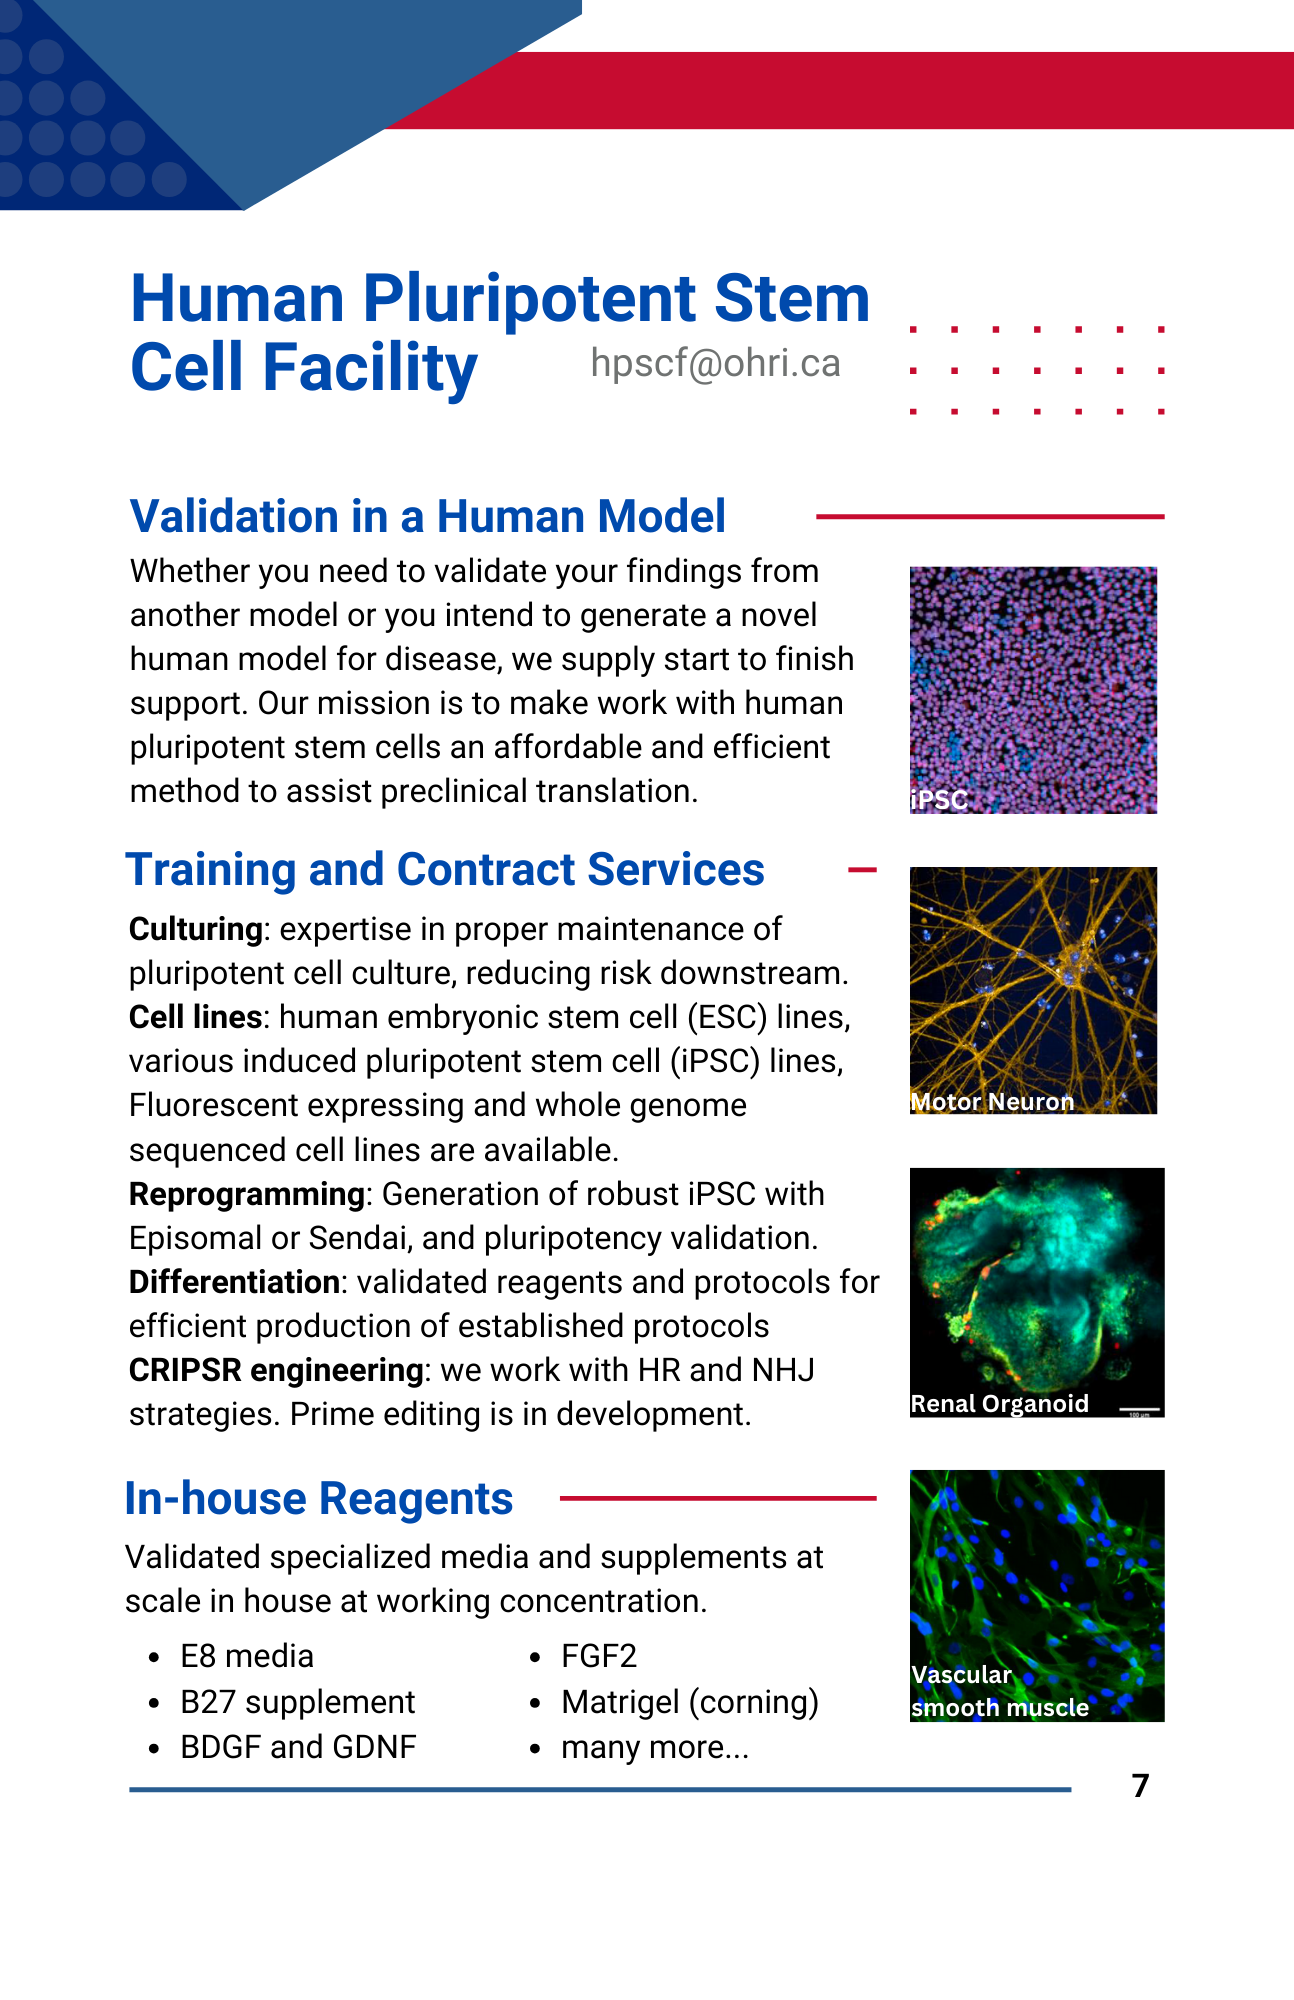 Human Pluripotent Stem
Cell Facility
hpscf@ohri.ca
Validation in a Human Model
Whether you need to validate your findings from
another model or you intend to generate a novel
human model for disease, we supply start to finish
support. Our mission is to make work with human
pluripotent stem cells an affordable and efficient
method to assist preclinical translation.
iPSC
Training and Contract Services
Culturing: expertise in proper maintenance of
pluripotent cell culture, reducing risk downstream.
Cell lines: human embryonic stem cell (ESC) lines,
various induced pluripotent stem cell (iPSC) lines,
Fluorescent expressing and whole genome
sequenced cell lines are available.
Reprogramming: Generation of robust iPSC with
Episomal or Sendai, and pluripotency validation.
Differentiation: validated reagents and protocols for
efficient production of established protocols
CRIPSR engineering: we work with HR and NHJ
strategies. Prime editing is in development.
Motor Neuron
Renal Organoid
100 µm
In-house Reagents
Validated specialized media and supplements at
scale in house at working concentration.
• E8 media
• B27 supplement
• BDGF and GDNF
• FGF2
• Matrigel (corning)
• many more...
Vascular
smooth muscle
7